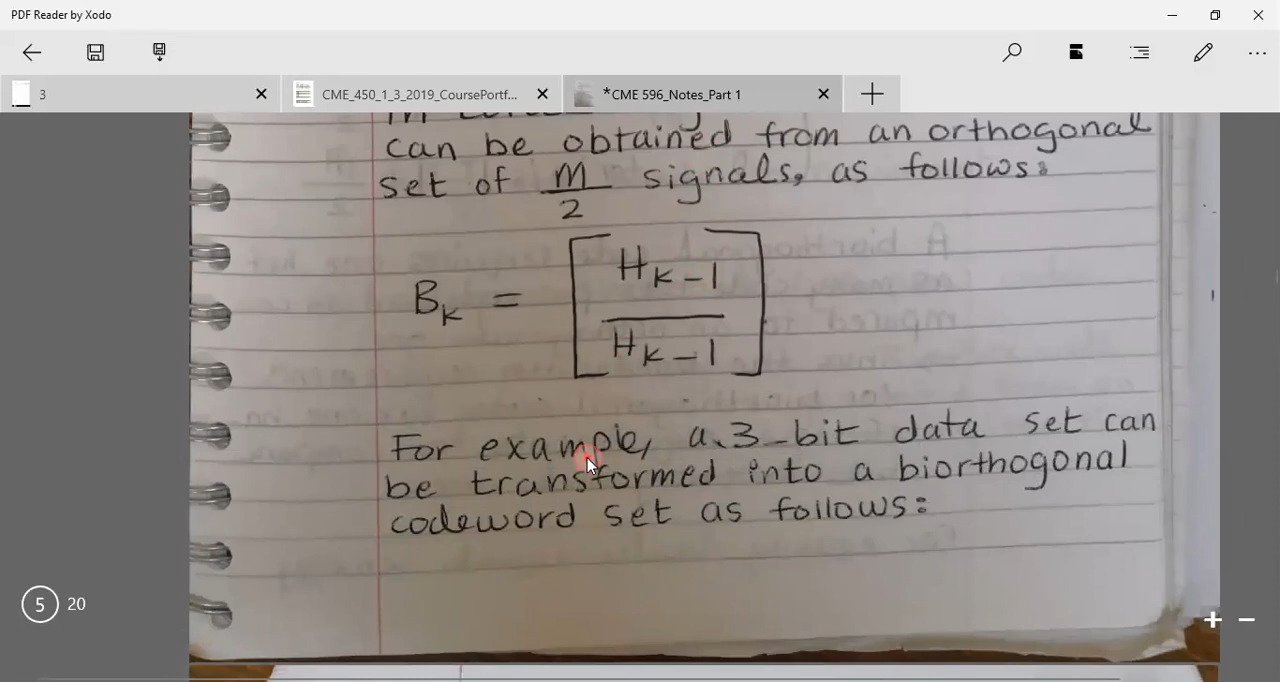 PDF Reader by Xodo
3
CME_450_1_3_2019_CoursePortf...
*CME 596_Notes_Part 1
can be obtained from an orthogonal
set of M/2 signals, as follows:
B_k = [ H_{k-1} / H_{k-1} ]
For example, a 3-bit data set can
be transformed into a biorthogonal
codeword set as follows:
5 20